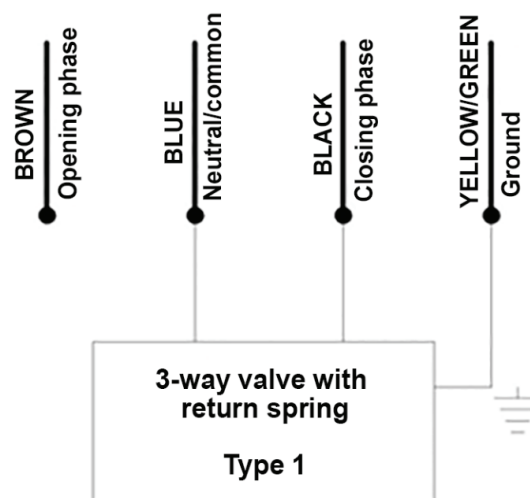 BROWN
Opening phase
BLUE
Neutral/common
BLACK
Closing phase
YELLOW/GREEN
Ground
3-way valve with
return spring
Type 1